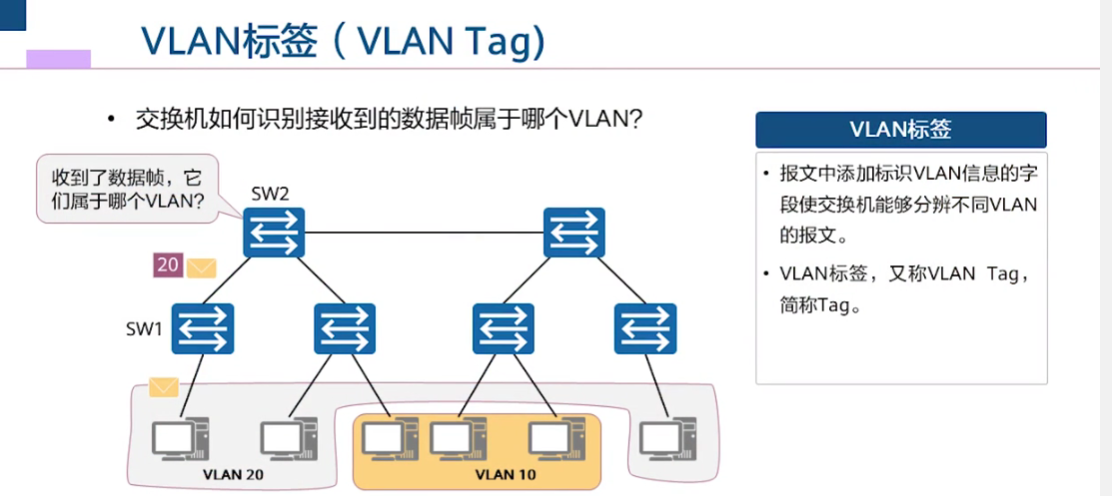 VLAN标签（VLAN Tag)
• 交换机如何识别接收到的数据帧属于哪个VLAN？
收到了数据帧，它
们属于哪个VLAN？
SW2
20
SW1
VLAN 20
VLAN 10
VLAN标签
• 报文中添加标识VLAN信息的字
段使交换机能够分辨不同VLAN
的报文。
• VLAN标签，又称VLAN Tag，
简称Tag。